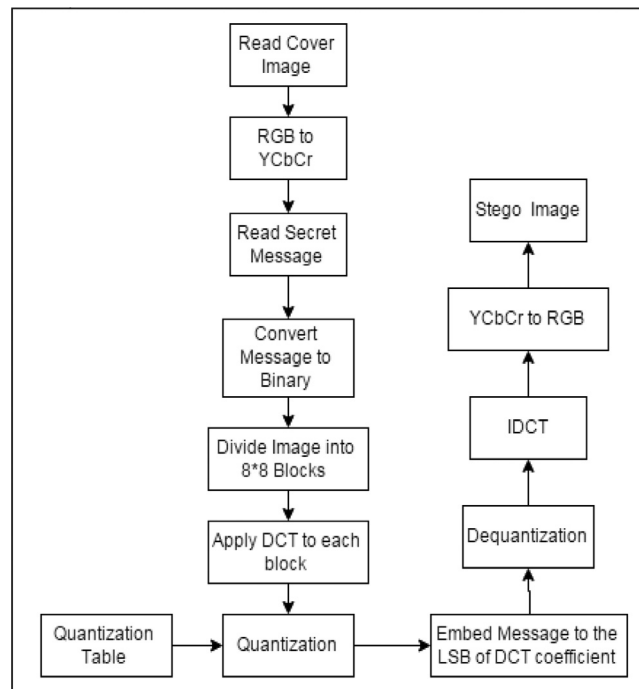 Read Cover
Image
RGB to
YCbCr
Read Secret
Message
Convert
Message to
Binary
Divide Image into
8*8 Blocks
Apply DCT to each
block
Quantization
Table
Quantization
Embed Message to the
LSB of DCT coefficient
Dequantization
IDCT
YCbCr to RGB
Stego Image